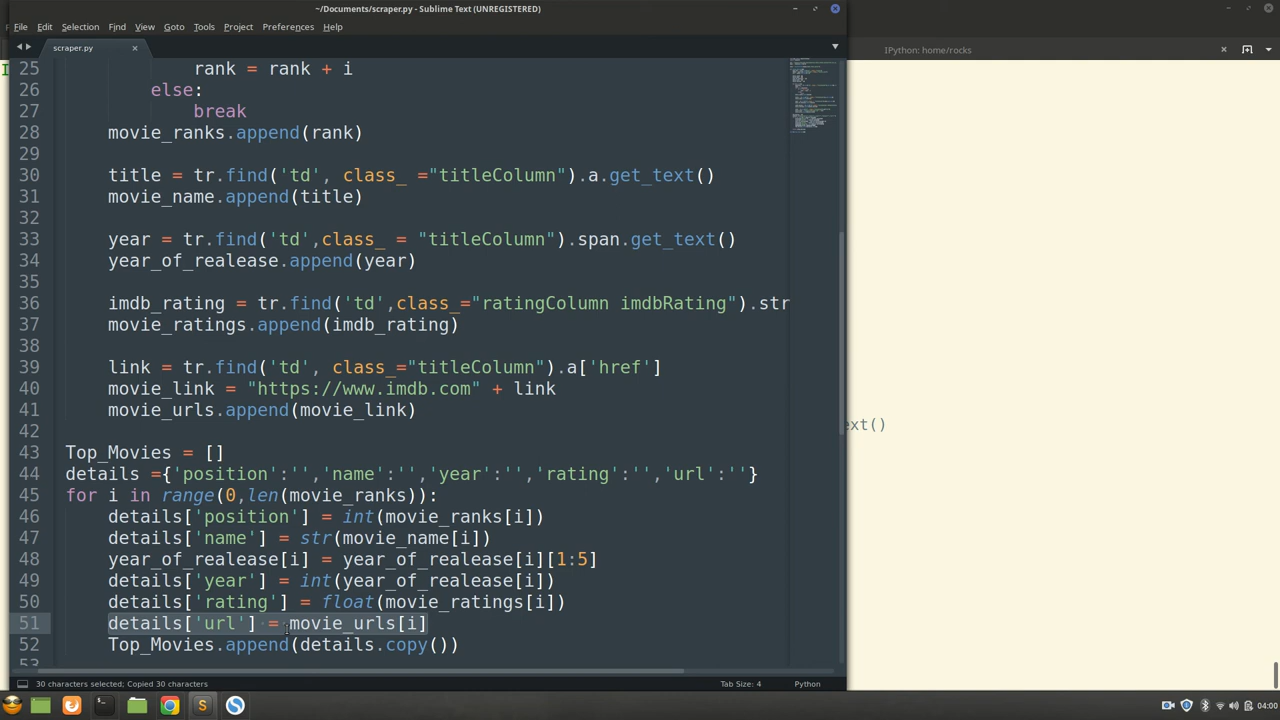 ~/Documents/scraper.py - Sublime Text (UNREGISTERED)
File Edit Selection Find View Goto Tools Project Preferences Help
scraper.py
IPython: home/rocks
25 rank = rank + i
26 else:
27 break
28 movie_ranks.append(rank)
29
30 title = tr.find('td', class_ ="titleColumn").a.get_text()
31 movie_name.append(title)
32
33 year = tr.find('td',class_ = "titleColumn").span.get_text()
34 year_of_realease.append(year)
35
36 imdb_rating = tr.find('td',class_="ratingColumn imdbRating").str
37 movie_ratings.append(imdb_rating)
38
39 link = tr.find('td', class_="titleColumn").a['href']
40 movie_link = "https://www.imdb.com" + link
41 movie_urls.append(movie_link)
42
ext()
43 Top_Movies = []
44 details ={'position':'','name':'','year':'','rating':'','url':''}
45 for i in range(0,len(movie_ranks)):
46 details['position'] = int(movie_ranks[i])
47 details['name'] = str(movie_name[i])
48 year_of_realease[i] = year_of_realease[i][1:5]
49 details['year'] = int(year_of_realease[i])
50 details['rating'] = float(movie_ratings[i])
51 details['url'] = movie_urls[i]
52 Top_Movies.append(details.copy())
53
30 characters selected; Copied 30 characters
Tab Size: 4
Python
04:00